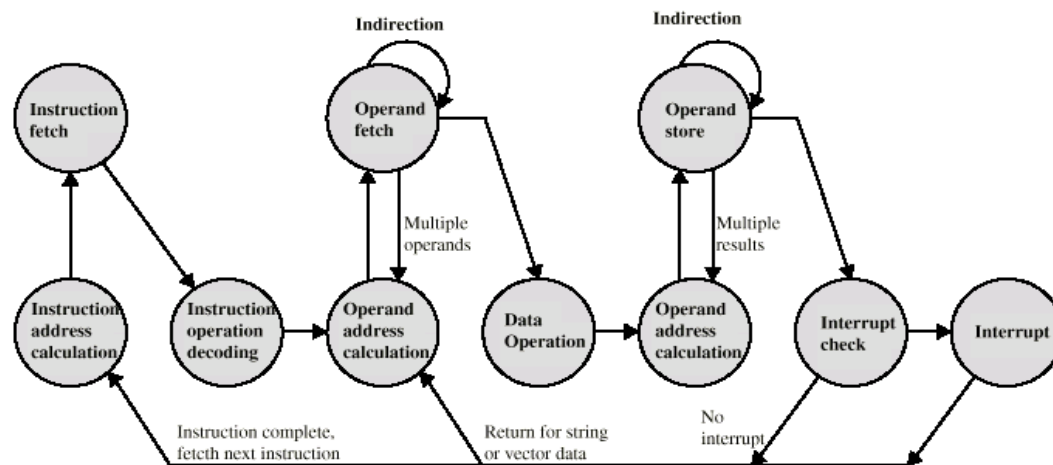 Indirection
Indirection
Instruction
fetch
Operand
fetch
Operand
store
Multiple
operands
Multiple
results
Instruction
address
calculation
Instruction
operation
decoding
Operand
address
calculation
Data
Operation
Operand
address
calculation
Interrupt
check
Interrupt
Instruction complete,
fetcth next instruction
Return for string
or vector data
No
interrupt